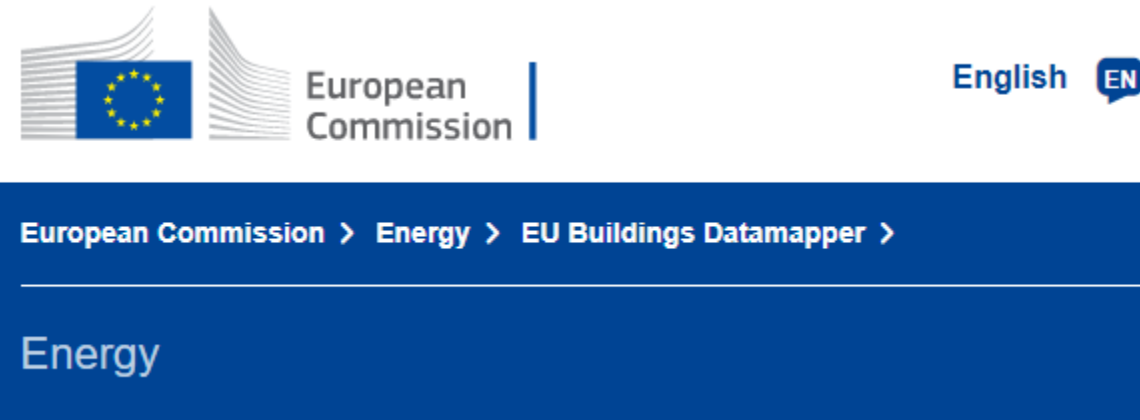 European
Commission
English EN
European Commission > Energy > EU Buildings Datamapper >
Energy